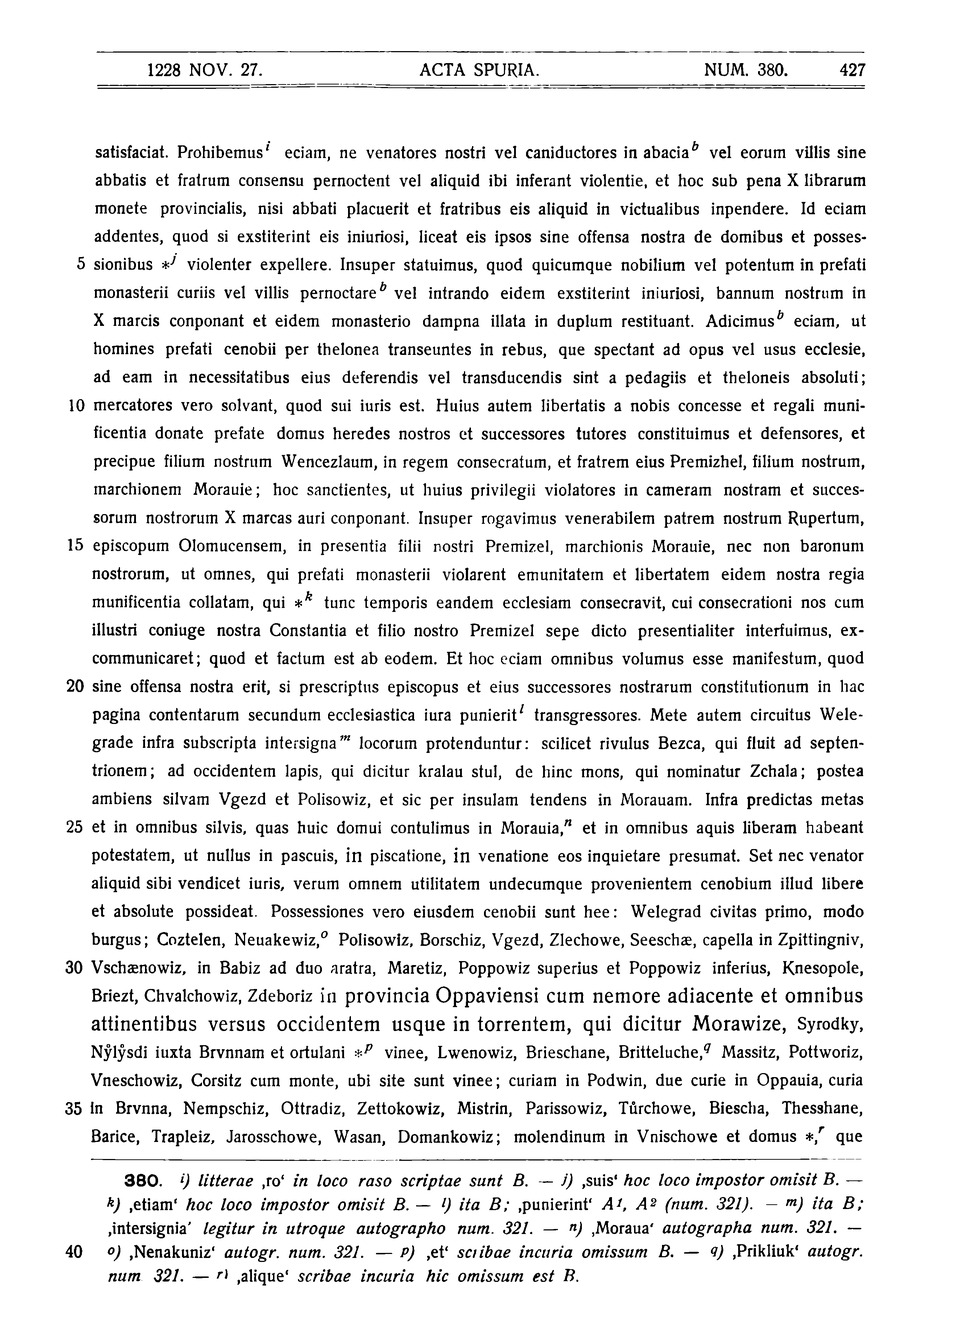 1228 NOV. 27. ACTA SPURIA. NUM. 380. 427
satisfaciat. Prohibemus i eciam, ne venatores nostri vel caniductores in abacia b vel eorum villis sine
abbatis et fratrum consensu pernoctent vel aliquid ibi inferant violentie, et hoc sub pena X librarum
monete provincialis, nisi abbati placuerit et fratribus eis aliquid in victualibus inpendere. Id eciam
addentes, quod si exstiterint eis iniuriosi, liceat eis ipsos sine offensa nostra de domibus et posses-
5 sionibus * j violenter expellere. Insuper statuimus, quod quicumque nobilium vel potentum in prefati
monasterii curiis vel villis pernoctare b vel intrando eidem exstiterint iniuriosi, bannum nostrum in
X marcis conponant et eidem monasterio dampna illata in duplum restituant. Adicimus b eciam, ut
homines prefati cenobii per thelonea transeuntes in rebus, que spectant ad opus vel usus ecclesie,
ad eam in necessitatibus eius deferendis vel transducendis sint a pedagiis et theloneis absoluti;
10 mercatores vero solvant, quod sui iuris est. Huius autem libertatis a nobis concesse et regali muni-
ficentia donate prefate domus heredes nostros et successores tutores constituimus et defensores, et
precipue filium nostrum Wencezlaum, in regem consecratum, et fratrem eius Premizhel, filium nostrum,
marchionem Morauie; hoc sanctientes, ut huius privilegii violatores in cameram nostram et succes-
sorum nostrorum X marcas auri conponant. Insuper rogavimus venerabilem patrem nostrum Rupertum,
15 episcopum Olomucensem, in presentia filii nostri Premizel, marchionis Morauie, nec non baronum
nostrorum, ut omnes, qui prefati monasterii violarent emunitatem et libertatem eidem nostra regia
munificentia collatam, qui * k tunc temporis eandem ecclesiam consecravit, cui consecrationi nos cum
illustri coniuge nostra Constantia et filio nostro Premizel sepe dicto presentialiter interfuimus, ex-
communicaret; quod et factum est ab eodem. Et hoc eciam omnibus volumus esse manifestum, quod
20 sine offensa nostra erit, si prescriptus episcopus et eius successores nostrarum constitutionum in hac
pagina contentarum secundum ecclesiastica iura punierit l transgressores. Mete autem circuitus Wele-
grade infra subscripta intersigna m locorum protenduntur: scilicet rivulus Bezca, qui fluit ad septen-
trionem; ad occidentem lapis, qui dicitur kralau stul, de hinc mons, qui nominatur Zchala; postea
ambiens silvam Vgezd et Polisowiz, et sic per insulam tendens in Morauam. Infra predictas metas
25 et in omnibus silvis, quas huic domui contulimus in Morauia, n et in omnibus aquis liberam habeant
potestatem, ut nullus in pascuis, in piscatione, in venatione eos inquietare presumat. Set nec venator
aliquid sibi vendicet iuris, verum omnem utilitatem undecumque provenientem cenobium illud libere
et absolute possideat. Possessiones vero eiusdem cenobii sunt hee: Welegrad civitas primo, modo
burgus; Coztelen, Neuakewiz, o Polisowiz, Borschiz, Vgezd, Zlechowe, Seeschæ, capella in Zpittingniv,
30 Vschænowiz, in Babiz ad duo aratra, Maretiz, Poppowiz superius et Poppowiz inferius, Knesopole,
Briezt, Chvalchowiz, Zdeboriz in provincia Oppaviensi cum nemore adiacente et omnibus
attinentibus versus occidentem usque in torrentem, qui dicitur Morawize, Syrodky,
Nẙlẙsdi iuxta Brvnnam et ortulani * p vinee, Lwenowiz, Brieschane, Britteluche, q Massitz, Pottworiz,
Vneschowiz, Corsitz cum monte, ubi site sunt vinee; curiam in Podwin, due curie in Oppauia, curia
35 in Brvnna, Nempschiz, Ottradiz, Zettokowiz, Mistrin, Parissowiz, Tůrchowe, Biescha, Thesshane,
Barice, Trapleiz, Jarosschowe, Wasan, Domankowiz; molendinum in Vnischowe et domus *, r que
380. i) litterae ‚ro‘ in loco raso scriptae sunt B. — j) ‚suis‘ hoc loco impostor omisit B. —
k) ‚etiam‘ hoc loco impostor omisit B. — l) ita B; ‚punierint‘ A1, A2 (num. 321). — m) ita B;
‚intersignia’ legitur in utroque autographo num. 321. — n) ‚Moraua‘ autographa num. 321. —
40 o) ‚Nenakuniz‘ autogr. num. 321. — p) ‚et‘ scribae incuria omissum B. — q) ‚Prikliuk‘ autogr.
num 321. — r) ‚alique‘ scribae incuria hic omissum est B.